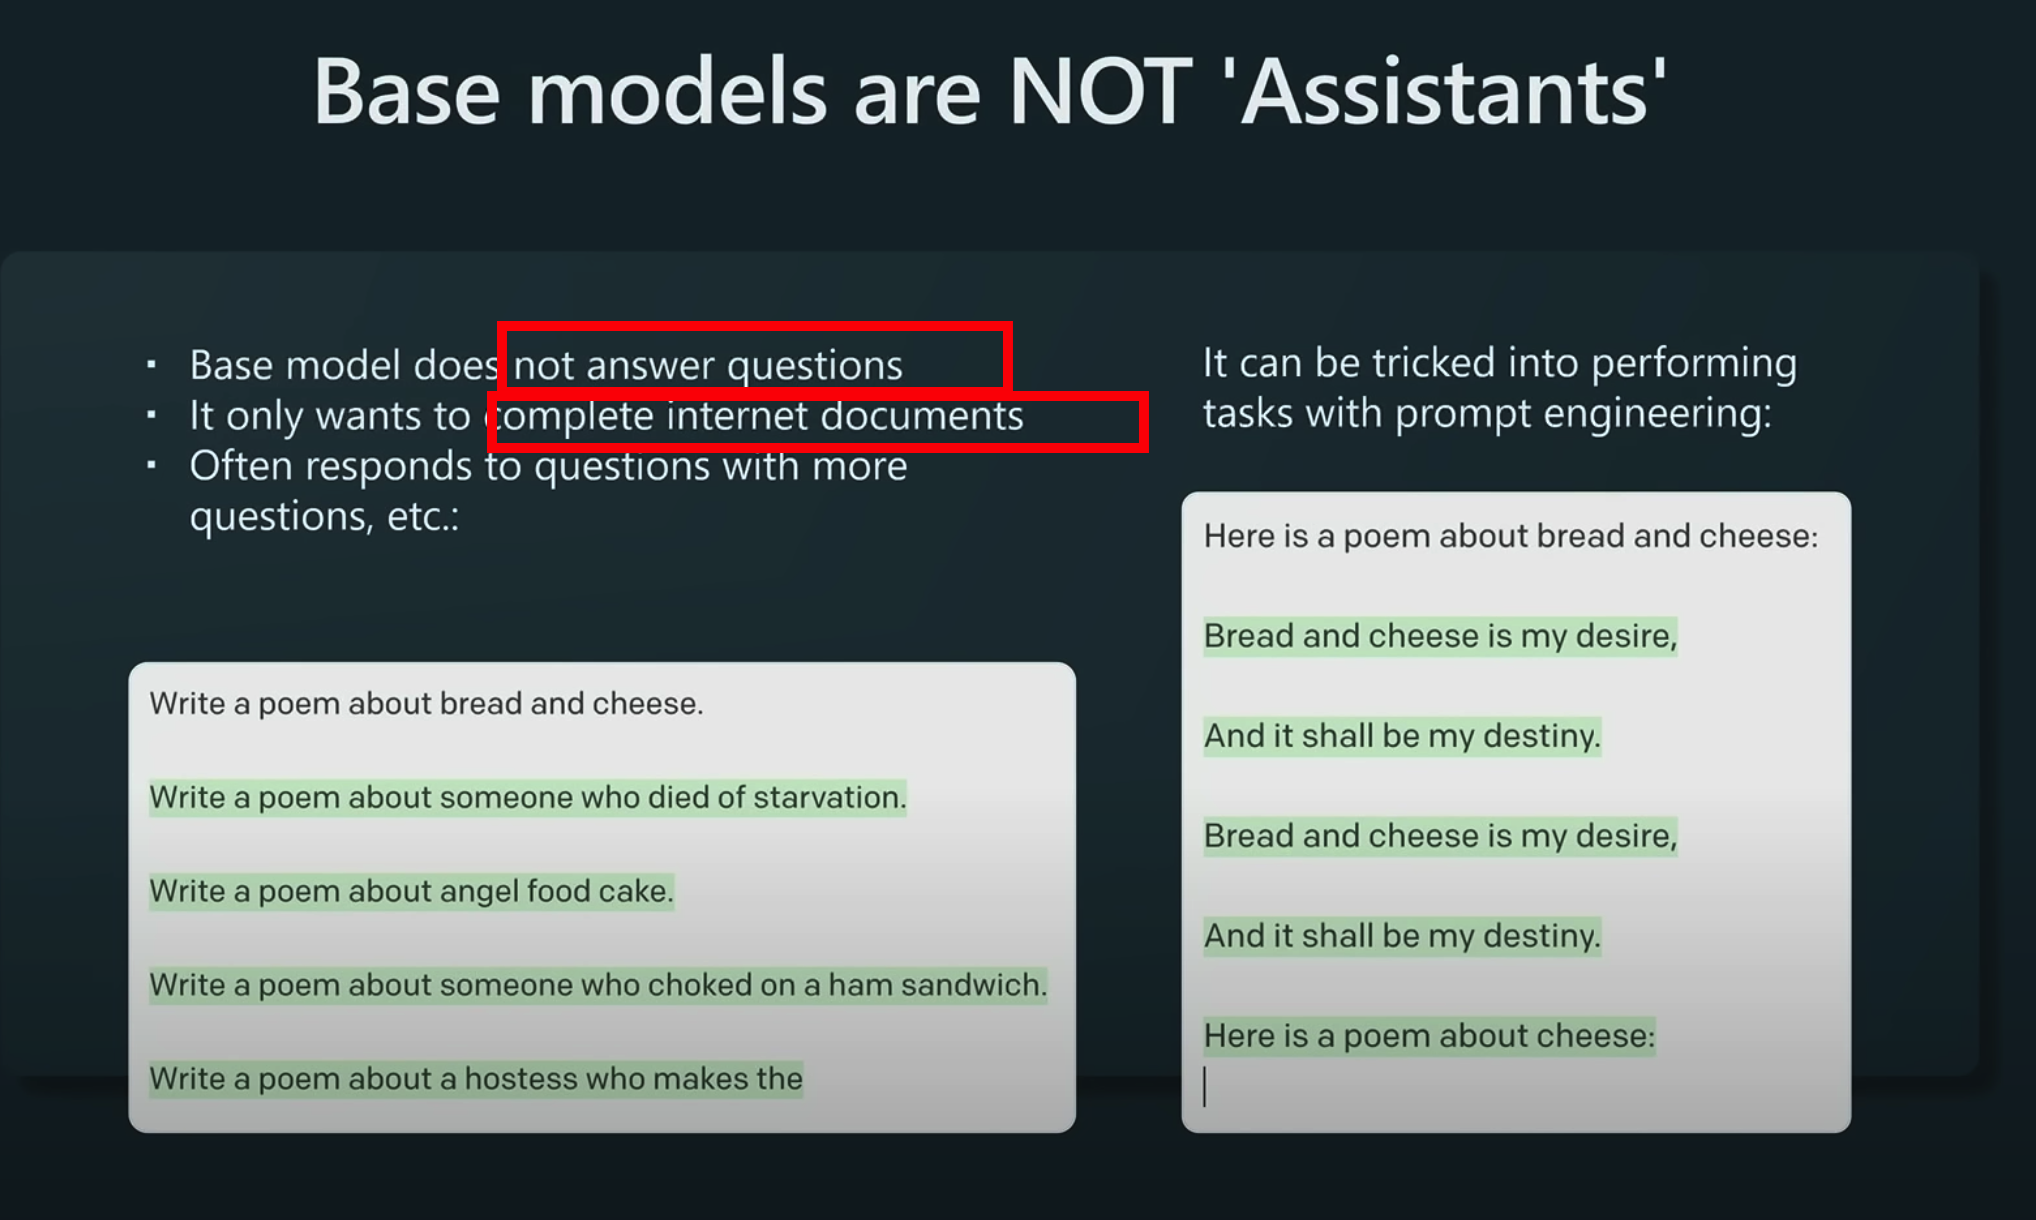 Base models are NOT 'Assistants'
▪ Base model does not answer questions
▪ It only wants to complete internet documents
▪ Often responds to questions with more
questions, etc.:
Write a poem about bread and cheese.
Write a poem about someone who died of starvation.
Write a poem about angel food cake.
Write a poem about someone who choked on a ham sandwich.
Write a poem about a hostess who makes the
It can be tricked into performing
tasks with prompt engineering:
Here is a poem about bread and cheese:
Bread and cheese is my desire,
And it shall be my destiny.
Bread and cheese is my desire,
And it shall be my destiny.
Here is a poem about cheese: